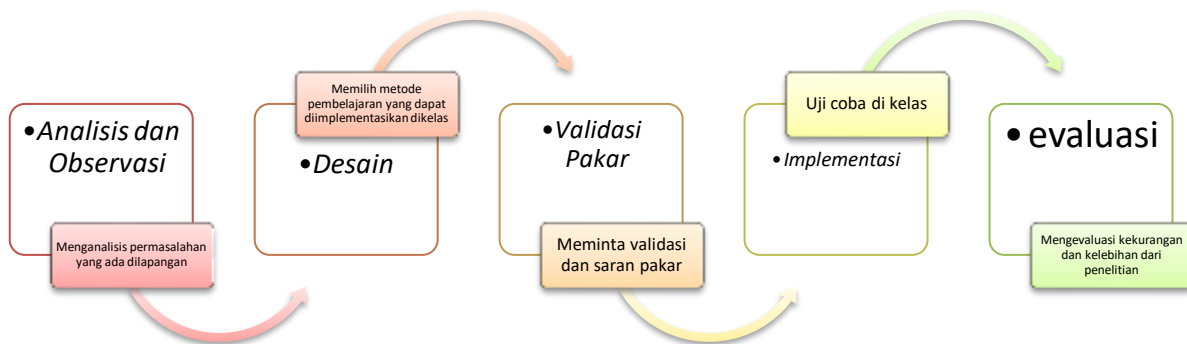 •Analisis dan
Observasi
Menganalisis permasalahan
yang ada dilapangan
Memilih metode
pembelajaran yang dapat
diimplementasikan dikelas
•Desain
•Validasi
Pakar
Meminta validasi
dan saran pakar
Uji coba di kelas
•Implementasi
•evaluasi
Mengevaluasi kekurangan
dan kelebihan dari
penelitian